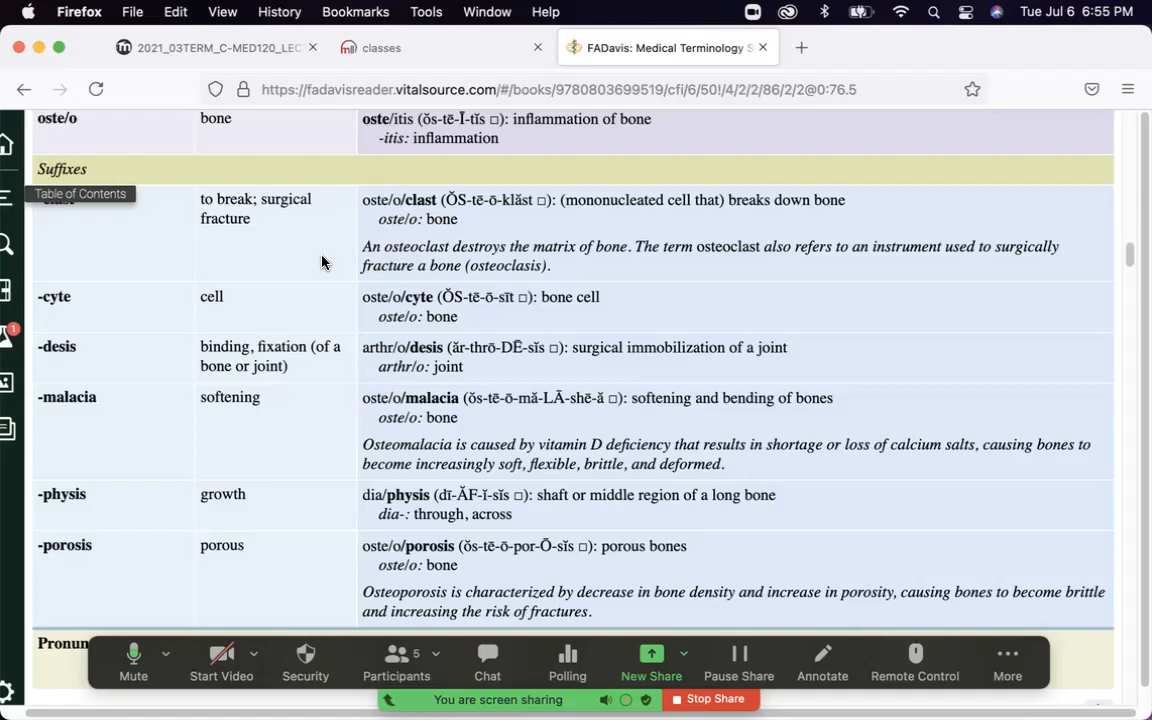 Firefox File Edit View History Bookmarks Tools Window Help Tue Jul 6 6:55 PM
2021_03TERM_C-MED120_LEC classes FADavis: Medical Terminology S
https://fadavisreader.vitalsource.com/#/books/9780803699519/cfi/6/50!/4/2/2/86/2/2@0:76.5
oste/o bone oste/itis (ŏs-tē-Ī-tĭs □): inflammation of bone
-itis: inflammation
Suffixes
Table of Contents
to break; surgical oste/o/clast (ŎS-tē-ō-klăst □): (mononucleated cell that) breaks down bone
fracture oste/o: bone
An osteoclast destroys the matrix of bone. The term osteoclast also refers to an instrument used to surgically
fracture a bone (osteoclasis).
-cyte cell oste/o/cyte (ŎS-tē-ō-sīt □): bone cell
oste/o: bone
-desis binding, fixation (of a arthr/o/desis (ăr-thrō-DĒ-sĭs □): surgical immobilization of a joint
bone or joint) arthr/o: joint
-malacia softening oste/o/malacia (ŏs-tē-ō-mă-LĀ-shē-ă □): softening and bending of bones
oste/o: bone
Osteomalacia is caused by vitamin D deficiency that results in shortage or loss of calcium salts, causing bones to
become increasingly soft, flexible, brittle, and deformed.
-physis growth dia/physis (dī-ĂF-ĭ-sĭs □): shaft or middle region of a long bone
dia-: through, across
-porosis porous oste/o/porosis (ŏs-tē-ō-por-Ō-sĭs □): porous bones
oste/o: bone
Osteoporosis is characterized by decrease in bone density and increase in porosity, causing bones to become brittle
and increasing the risk of fractures.
1
5
Mute Start Video Security Participants Chat Polling New Share Pause Share Annotate Remote Control More
You are screen sharing Stop Share